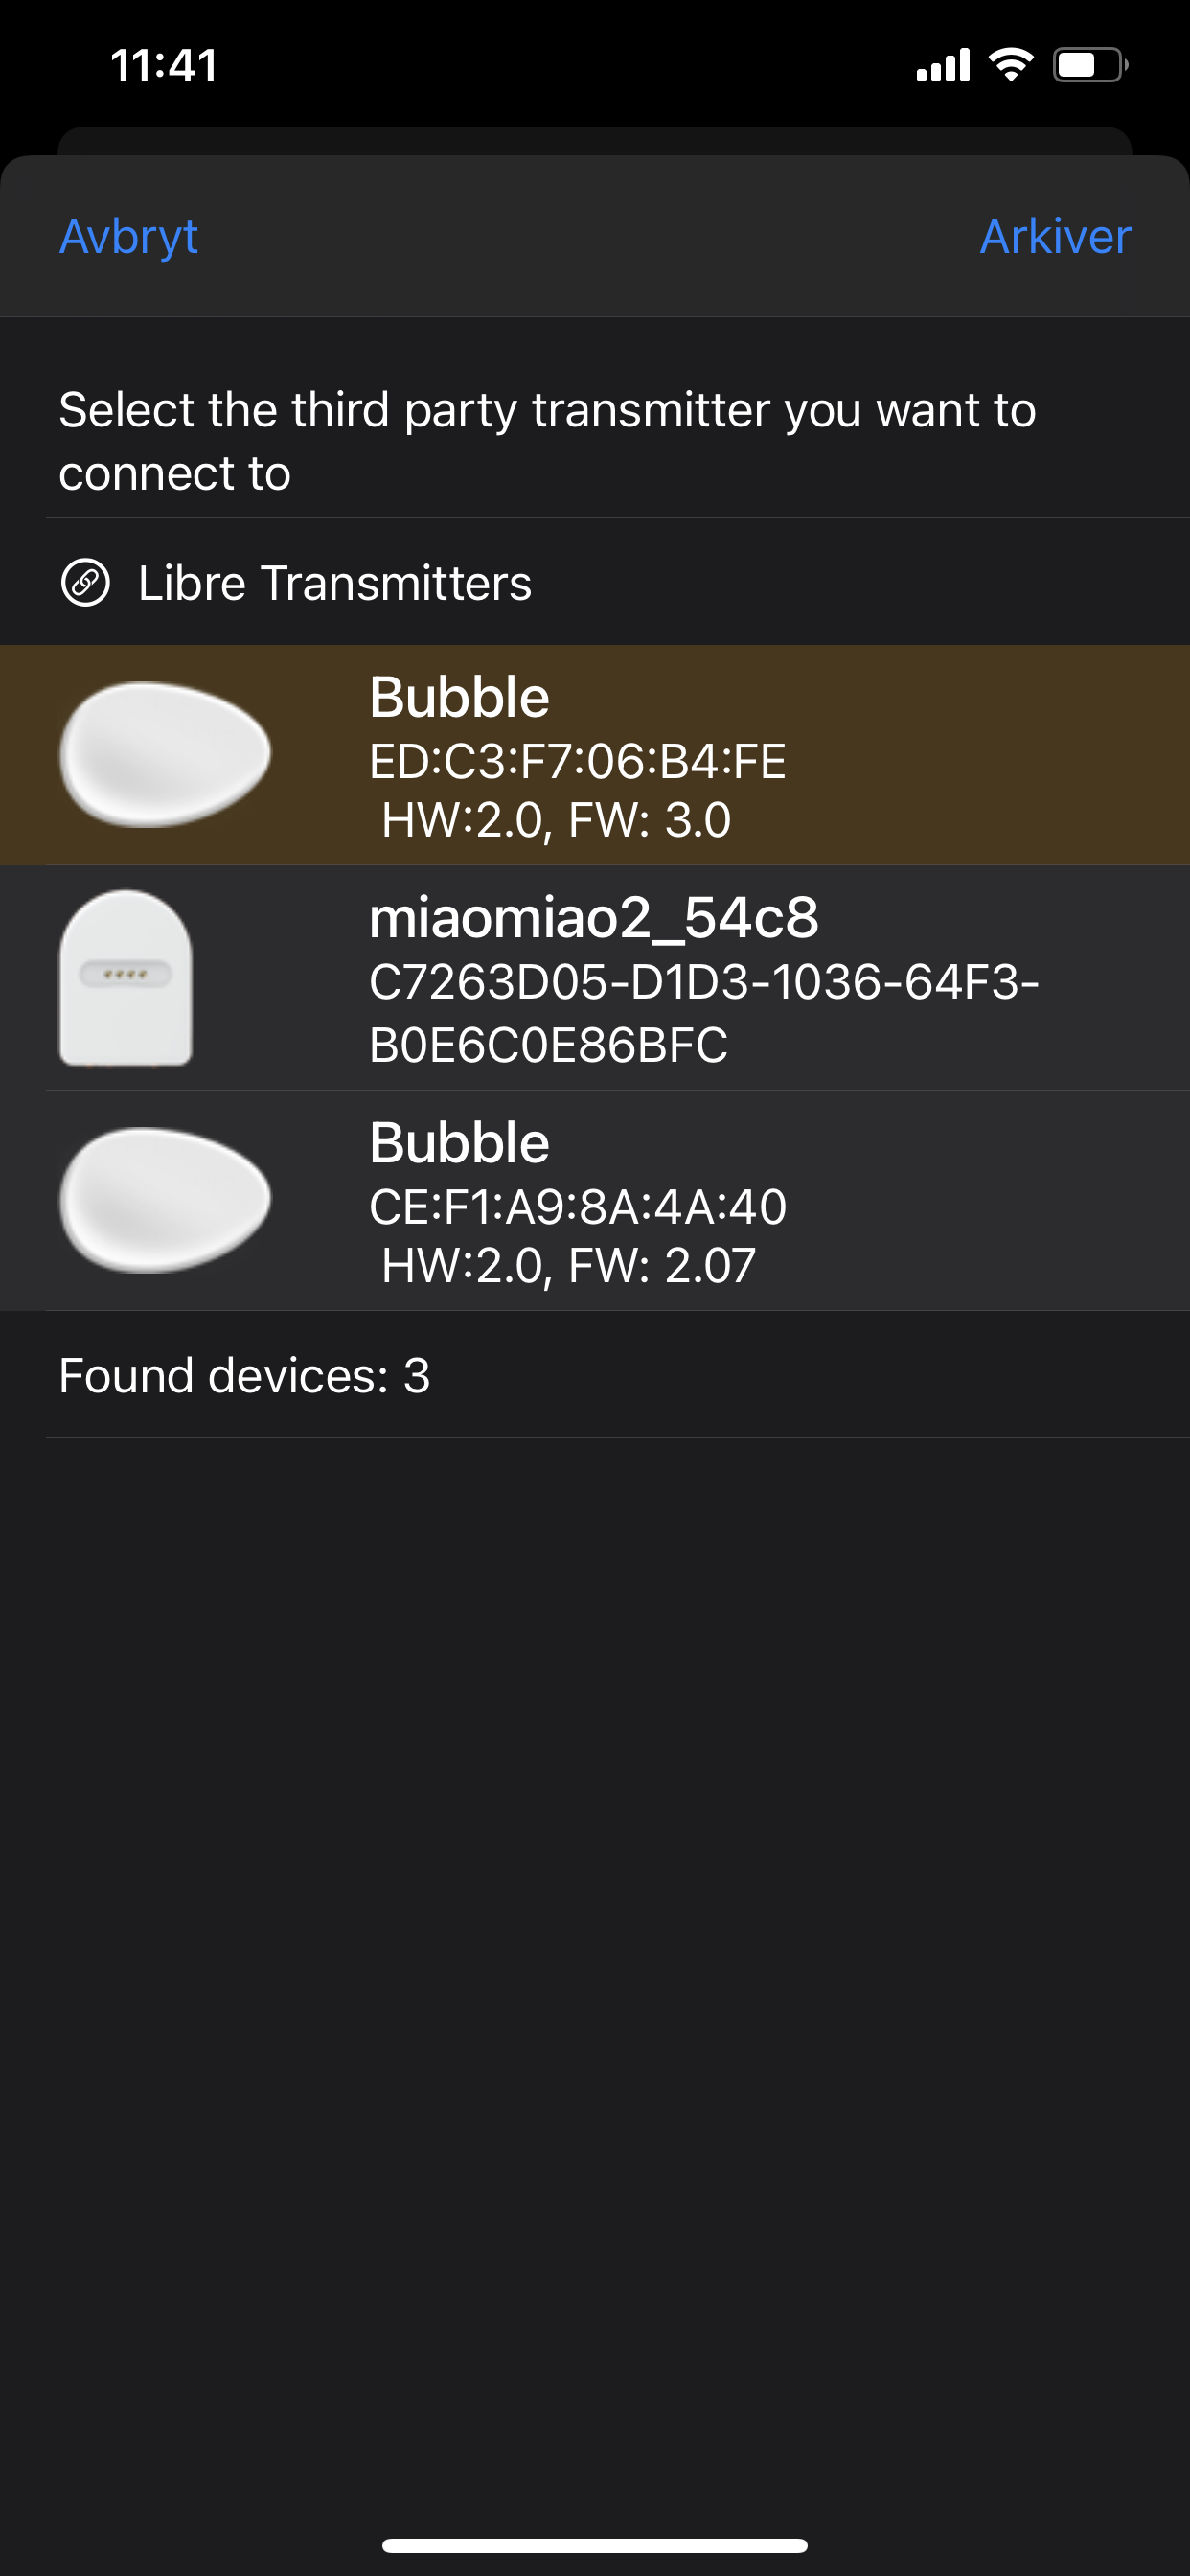 11:41
Avbryt
Arkiver
Select the third party transmitter you want to
connect to
Libre Transmitters
Bubble
ED:C3:F7:06:B4:FE
HW:2.0, FW: 3.0
miaomiao2_54c8
C7263D05-D1D3-1036-64F3-
B0E6C0E86BFC
Bubble
CE:F1:A9:8A:4A:40
HW:2.0, FW: 2.07
Found devices: 3